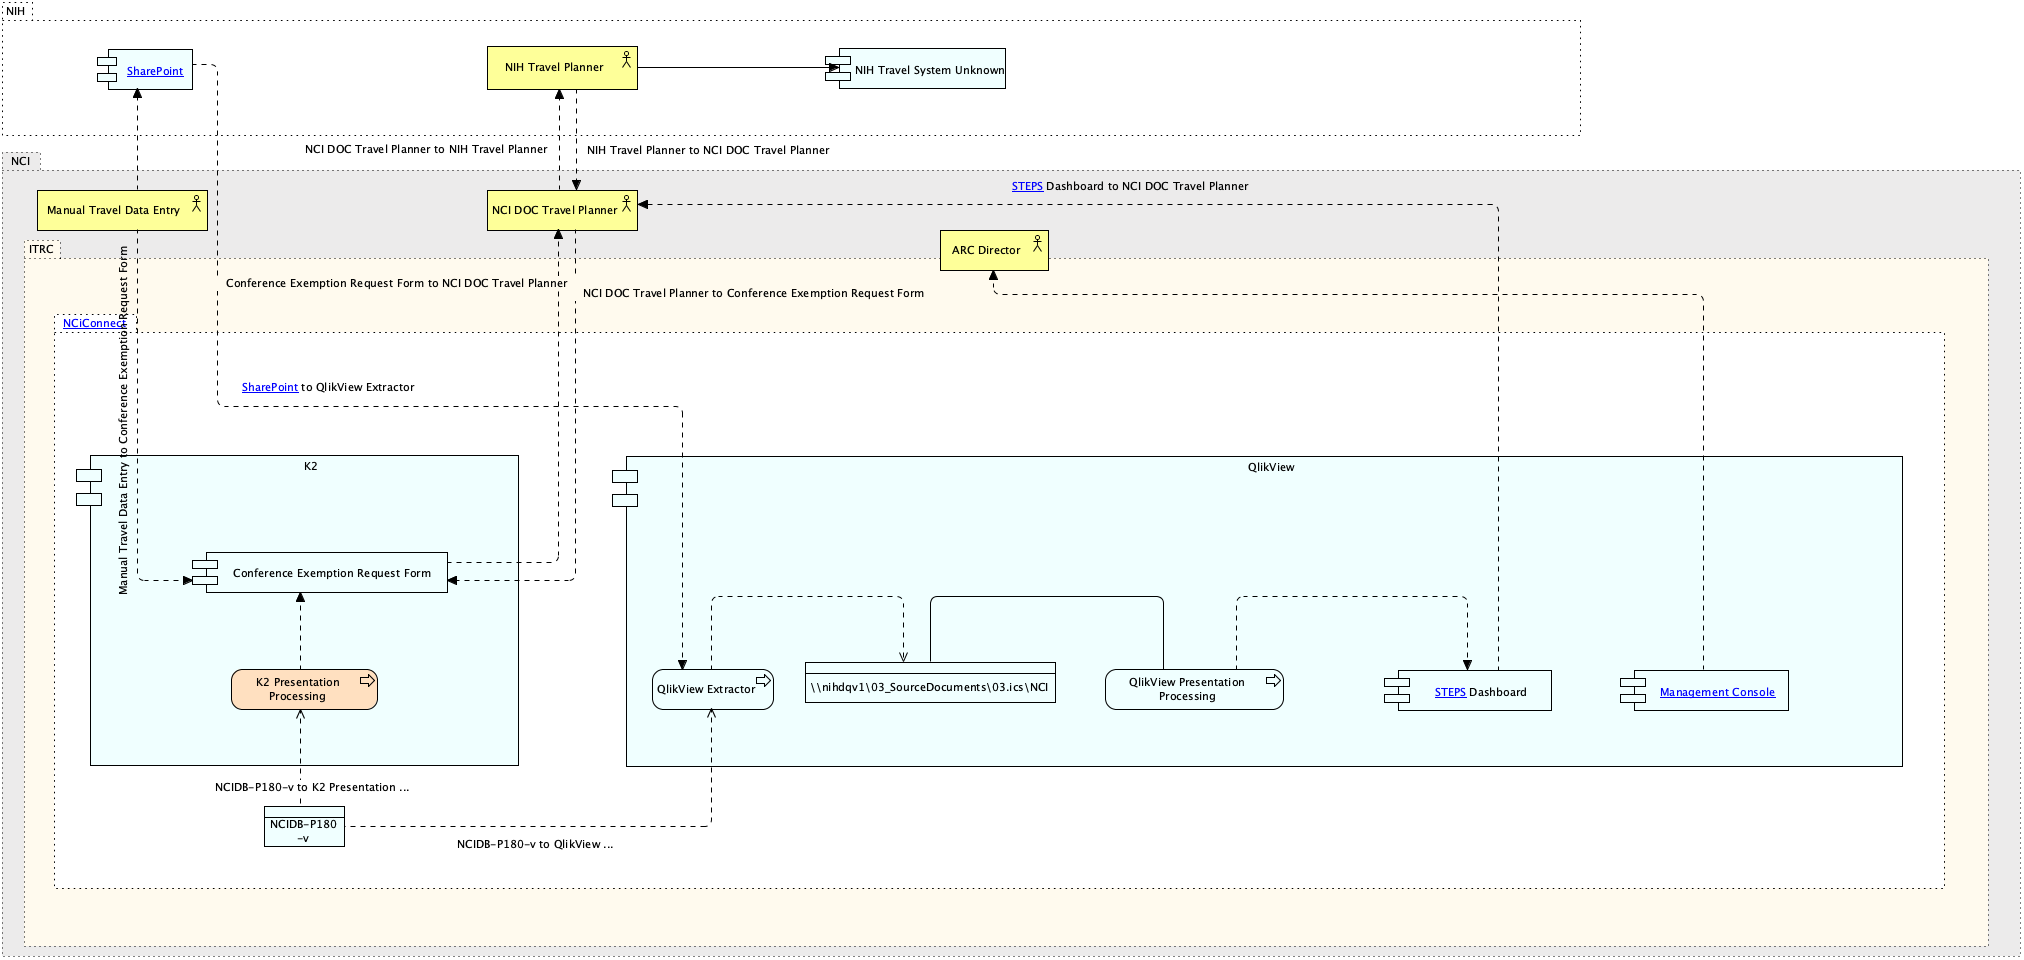 NIH
SharePoint
NIH Travel Planner
NIH Travel System Unknown
NCI DOC Travel Planner to NIH Travel Planner
NIH Travel Planner to NCI DOC Travel Planner
NCI
STEPS Dashboard to NCI DOC Travel Planner
Manual Travel Data Entry
NCI DOC Travel Planner
ITRC
ARC Director
Conference Exemption Request Form to NCI DOC Travel Planner
NCI DOC Travel Planner to Conference Exemption Request Form
NCiConnect
Manual Travel Data Entry to Conference Exemption Request Form
SharePoint to QlikView Extractor
K2
QlikView
Conference Exemption Request Form
K2 Presentation
Processing
QlikView Extractor
\\nihdqv1\03_SourceDocuments\03.ics\NCI
QlikView Presentation
Processing
STEPS Dashboard
Management Console
NCIDB-P180-v to K2 Presentation ...
NCIDB-P180
-v
NCIDB-P180-v to QlikView ...